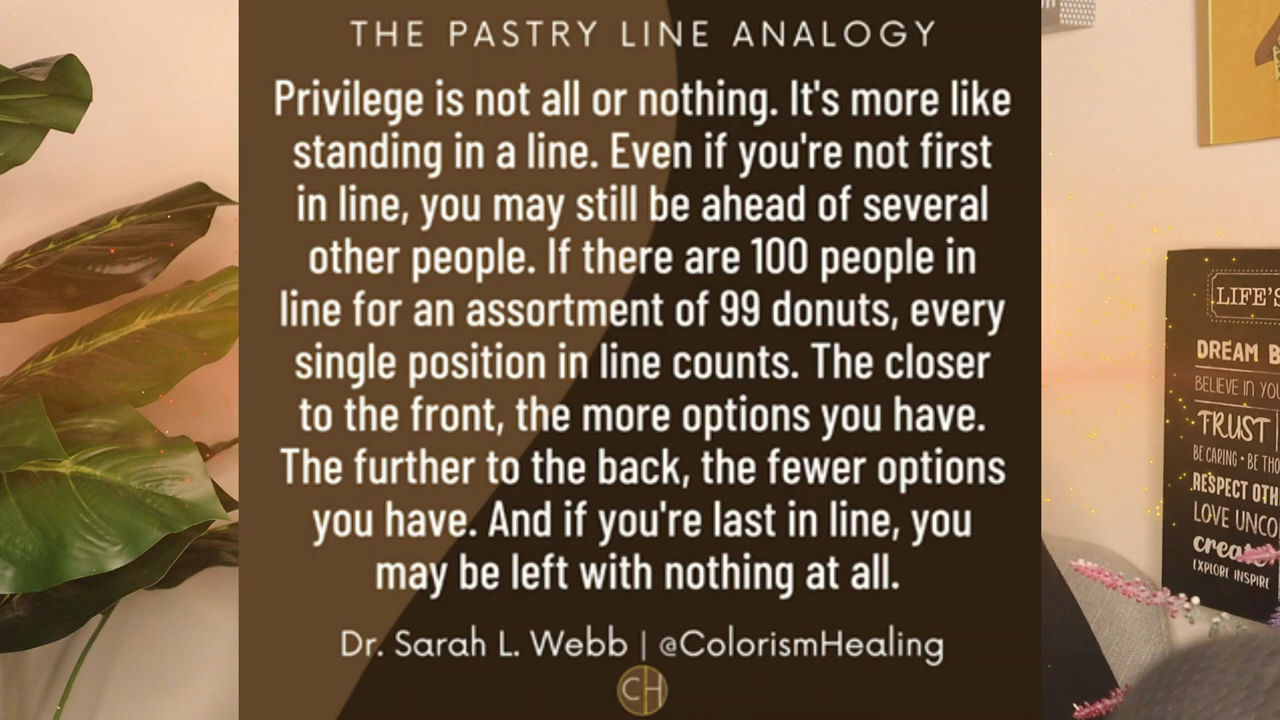 THE PASTRY LINE ANALOGY
Privilege is not all or nothing. It's more like
standing in a line. Even if you're not first
in line, you may still be ahead of several
other people. If there are 100 people in
line for an assortment of 99 donuts, every
single position in line counts. The closer
to the front, the more options you have.
The further to the back, the fewer options
you have. And if you're last in line, you
may be left with nothing at all.
Dr. Sarah L. Webb | @ColorismHealing
CH
LIFE'S
DREAM B
BELIEVE IN YOU
TRUST
BE CARING • BE THO
RESPECT OTH
LOVE UNCO
create
EXPLORE INSPIRE